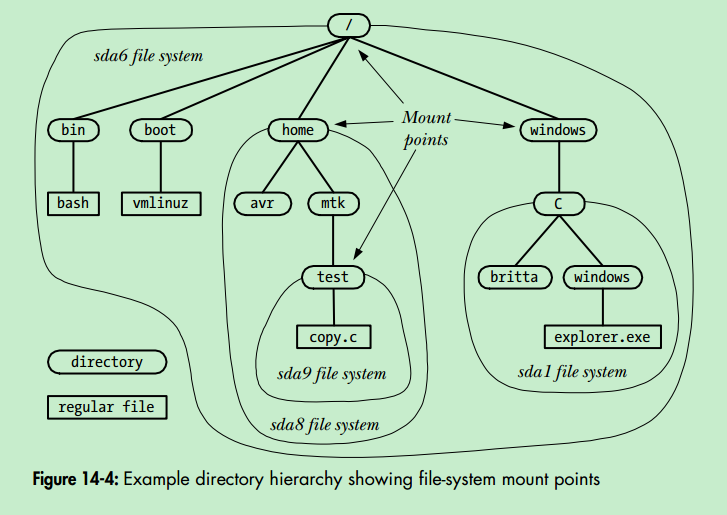 /
sda6 file system
Mount
points
bin
boot
home
windows
bash
vmlinuz
avr
mtk
C
test
britta
windows
copy.c
explorer.exe
directory
sda9 file system
sda1 file system
regular file
sda8 file system
Figure 14-4: Example directory hierarchy showing file-system mount points